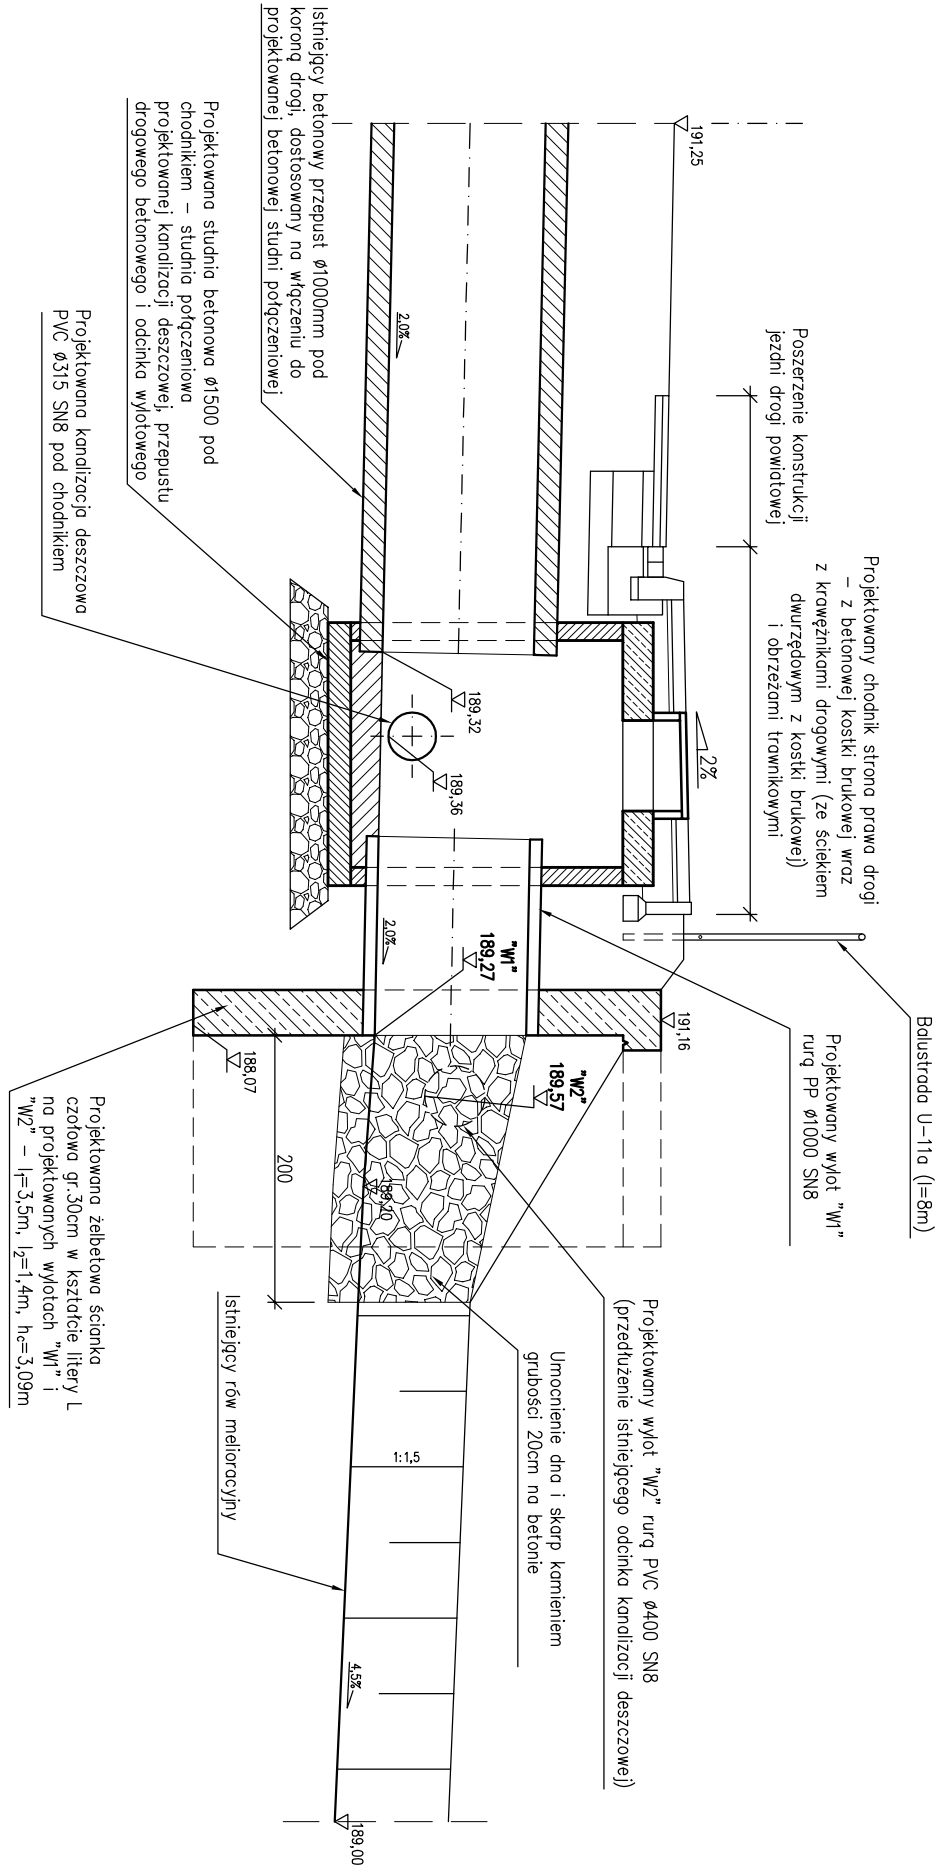 Istniejący betonowy przepust ø1000mm pod
koroną drogi, dostosowany na włączeniu do
projektowanej betonowej studni połączeniowej
Projektowana studnia betonowa ø1500 pod
chodnikiem – studnia połączeniowa
projektowanej kanalizacji deszczowej, przepustu
drogowego betonowego i odcinka wylotowego
Projektowana kanalizacja deszczowa
PVC ø315 SN8 pod chodnikiem
191,25
2,0%
Poszerzenie konstrukcji
jezdni drogi powiatowej
Projektowany chodnik strona prawa drogi
– z betonowej kostki brukowej wraz
z krawężnikami drogowymi (ze ściekiem
dwurzędowym z kostki brukowej)
i obrzeżami trawnikowymi
2%
189,32
189,36
2,0%
"W1"
189,27
191,16
188,07
"W2"
189,57
189,20
200
Balustrada U–11a (l=8m)
Projektowany wylot "W1"
rurą PP ø1000 SN8
Projektowany wylot "W2" rurą PVC ø400 SN8
(przedłużenie istniejącego odcinka kanalizacji deszczowej)
Umocnienie dna i skarp kamieniem
grubości 20cm na betonie
Istniejący rów melioracyjny
Projektowana żelbetowa ścianka
czołowa gr.30cm w kształcie litery L
na projektowanych wylotach "W1" i
"W2" – l₁=3,5m, l₂=1,4m, hc=3,09m
1:1,5
4,5%
189,00